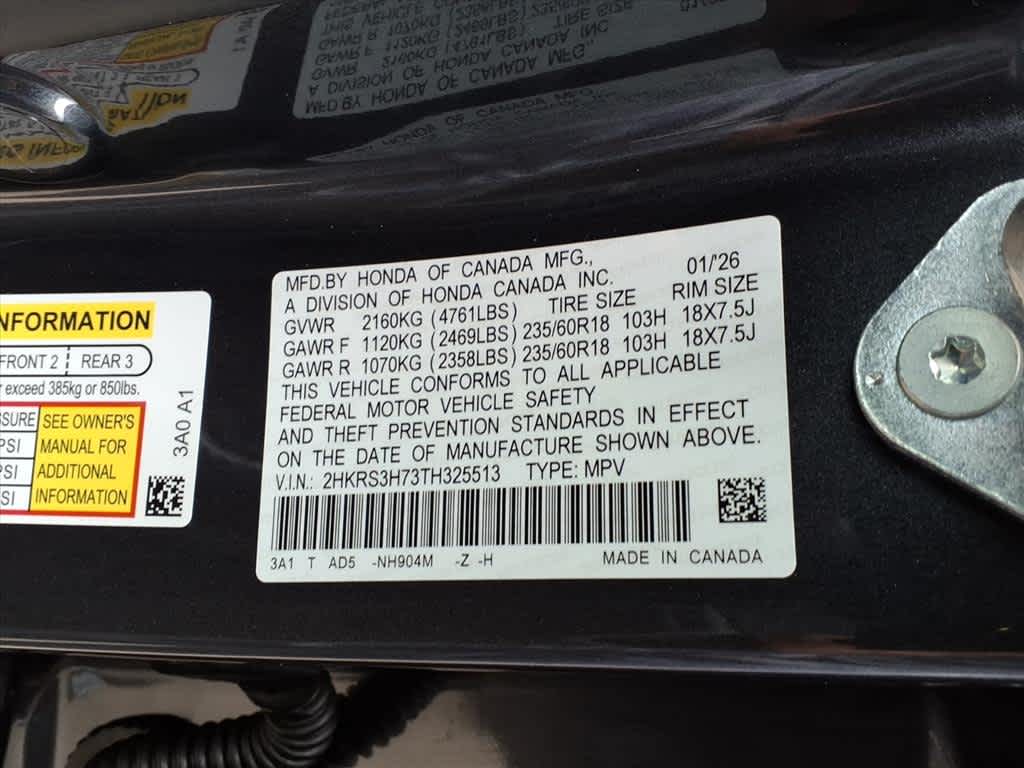 MFD.BY HONDA OF CANADA MFG.,
A DIVISION OF HONDA CANADA INC. 01/'26
GVWR 2160KG (4761LBS) TIRE SIZE RIM SIZE
GAWR F 1120KG (2469LBS) 235/60R18 103H 18X7.5J
GAWR R 1070KG (2358LBS) 235/60R18 103H 18X7.5J
THIS VEHICLE CONFORMS TO ALL APPLICABLE
FEDERAL MOTOR VEHICLE SAFETY
AND THEFT PREVENTION STANDARDS IN EFFECT
ON THE DATE OF MANUFACTURE SHOWN ABOVE.
V.I.N.: 2HKRS3H73TH325513 TYPE: MPV
3A1 T AD5 -NH904M -Z -H MADE IN CANADA
INFORMATION
FRONT 2 REAR 3
exceed 385kg or 850lbs.
SEE OWNER'S
PSI MANUAL FOR
PSI ADDITIONAL
PSI INFORMATION
3A0 A1